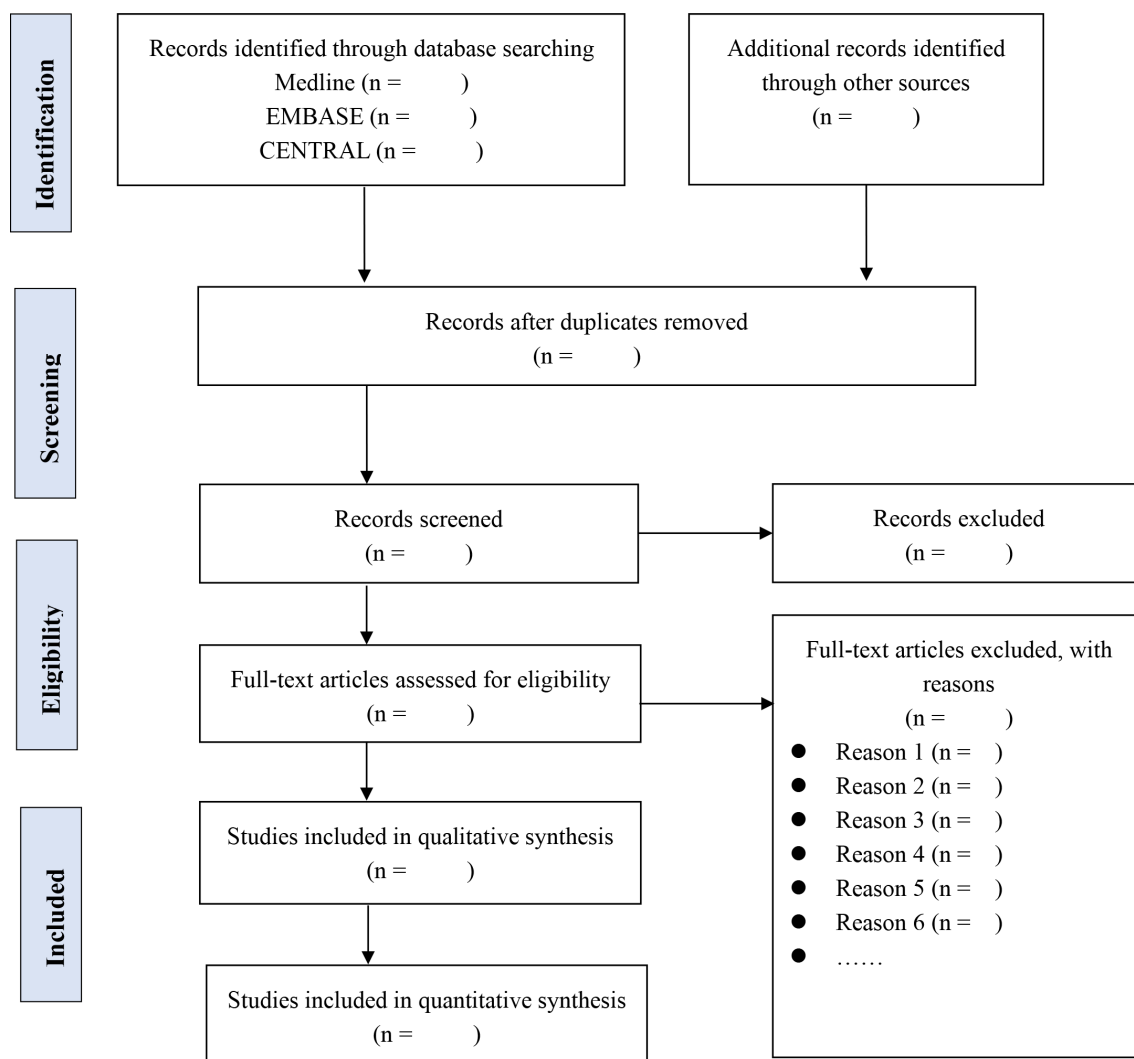 Identification
Records identified through database searching
Medline (n =          )
EMBASE (n =          )
CENTRAL (n =          )
Additional records identified
through other sources
(n =          )
Screening
Records after duplicates removed
(n =          )
Records screened
(n =          )
Records excluded
(n =          )
Eligibility
Full-text articles assessed for eligibility
(n =          )
Full-text articles excluded, with
reasons
(n =          )
● Reason 1 (n =    )
● Reason 2 (n =    )
● Reason 3 (n =    )
● Reason 4 (n =    )
● Reason 5 (n =    )
● Reason 6 (n =    )
● ……
Included
Studies included in qualitative synthesis
(n =          )
Studies included in quantitative synthesis
(n =          )